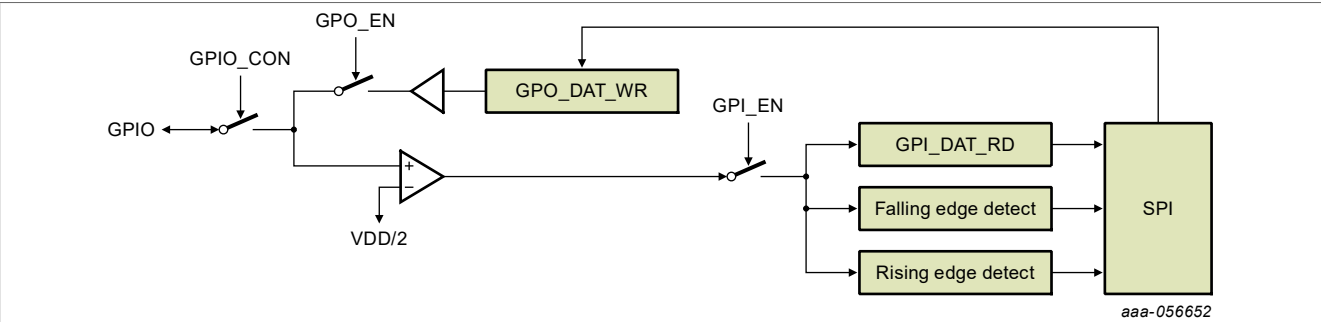 GPO_EN
GPIO_CON
GPO_DAT_WR
GPI_EN
GPIO
GPI_DAT_RD
+
−
Falling edge detect
SPI
VDD/2
Rising edge detect
aaa-056652